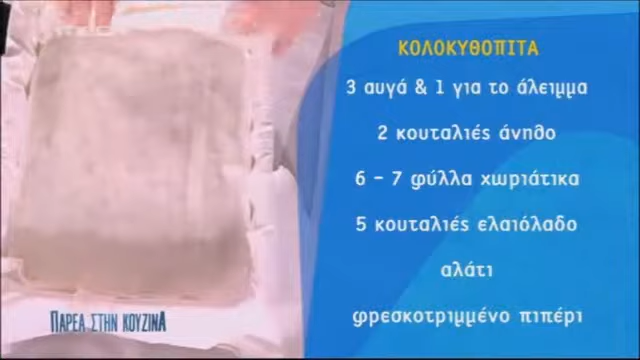 ΚΟΛΟΚΥΘΟΠΙΤΑ
3 αυγά & 1 για το άλειμμα
2 κουταλιές άνηθο
6 – 7 φύλλα χωριάτικα
5 κουταλιές ελαιόλαδο
αλάτι
φρεσκοτριμμένο πιπέρι
ΠΑΡΕΑ ΣΤΗΝ ΚΟΥΖΙΝΑ